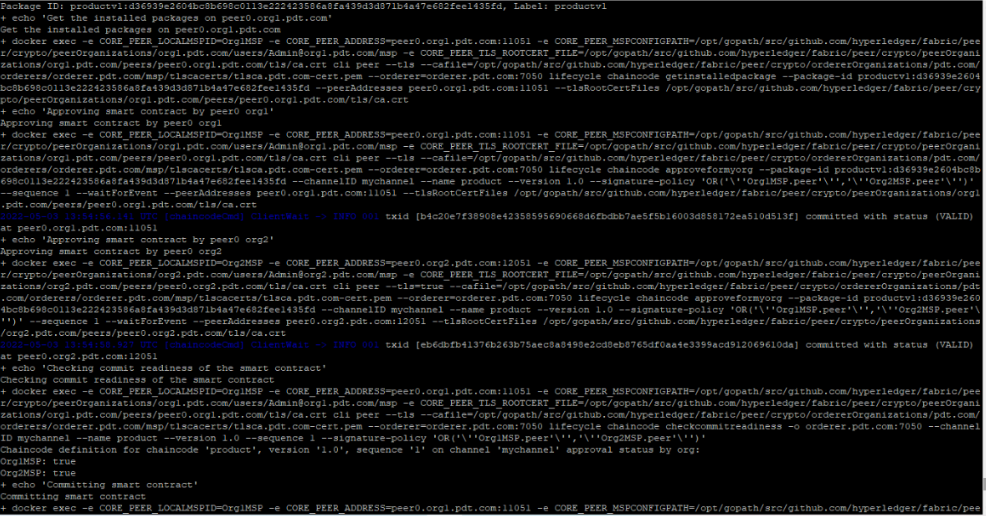 Package ID: productv1:d36939e2604bc8b698c0113e222423586a8fa439d3d871b4a47e682fee1435fd, Label: productv1
+ echo 'Get the installed packages on peer0.org1.pdt.com'
Get the installed packages on peer0.org1.pdt.com
+ docker exec -e CORE_PEER_LOCALMSPID=Org1MSP -e CORE_PEER_ADDRESS=peer0.org1.pdt.com:11051 -e CORE_PEER_MSPCONFIGPATH=/opt/gopath/src/github.com/hyperledger/fabric/pee
r/crypto/peerOrganizations/org1.pdt.com/users/Admin@org1.pdt.com/msp -e CORE_PEER_TLS_ROOTCERT_FILE=/opt/gopath/src/github.com/hyperledger/fabric/peer/crypto/peerOrgani
zations/org1.pdt.com/peers/peer0.org1.pdt.com/tls/ca.crt cli peer --tls --cafile=/opt/gopath/src/github.com/hyperledger/fabric/peer/crypto/ordererOrganizations/pdt.com/
orderers/orderer.pdt.com/msp/tlscacerts/tlsca.pdt.com-cert.pem --orderer=orderer.pdt.com:7050 lifecycle chaincode getinstalledpackage --package-id productv1:d36939e2604
bc8b698c0113e222423586a8fa439d3d871b4a47e682fee1435fd --peerAddresses peer0.org1.pdt.com:11051 --tlsRootCertFiles /opt/gopath/src/github.com/hyperledger/fabric/peer/cry
pto/peerOrganizations/org1.pdt.com/peers/peer0.org1.pdt.com/tls/ca.crt
+ echo 'Approving smart contract by peer0 org1'
Approving smart contract by peer0 org1
+ docker exec -e CORE_PEER_LOCALMSPID=Org1MSP -e CORE_PEER_ADDRESS=peer0.org1.pdt.com:11051 -e CORE_PEER_MSPCONFIGPATH=/opt/gopath/src/github.com/hyperledger/fabric/pee
r/crypto/peerOrganizations/org1.pdt.com/users/Admin@org1.pdt.com/msp -e CORE_PEER_TLS_ROOTCERT_FILE=/opt/gopath/src/github.com/hyperledger/fabric/peer/crypto/peerOrgani
zations/org1.pdt.com/peers/peer0.org1.pdt.com/tls/ca.crt cli peer --tls --cafile=/opt/gopath/src/github.com/hyperledger/fabric/peer/crypto/ordererOrganizations/pdt.com/
orderers/orderer.pdt.com/msp/tlscacerts/tlsca.pdt.com-cert.pem --orderer=orderer.pdt.com:7050 lifecycle chaincode approveformyorg --package-id productv1:d36939e2604bc8b
698c0113e222423586a8fa439d3d871b4a47e682fee1435fd --channelID mychannel --name product --version 1.0 --signature-policy 'OR('\''Org1MSP.peer'\'','\''Org2MSP.peer'\'')'
--sequence 1 --waitForEvent --peerAddresses peer0.org1.pdt.com:11051 --tlsRootCertFiles /opt/gopath/src/github.com/hyperledger/fabric/peer/crypto/peerOrganizations/org1
.pdt.com/peers/peer0.org1.pdt.com/tls/ca.crt
UTC [chaincodeCmd] ClientWait -> INFO 001 txid [b4c20e7f38908e42358595690668d6fbdbb7ae5f5b16003d858172ea510d513f] committed with status (VALID)
at peer0.org1.pdt.com:11051
+ echo 'Approving smart contract by peer0 org2'
Approving smart contract by peer0 org2
+ docker exec -e CORE_PEER_LOCALMSPID=Org2MSP -e CORE_PEER_ADDRESS=peer0.org2.pdt.com:12051 -e CORE_PEER_MSPCONFIGPATH=/opt/gopath/src/github.com/hyperledger/fabric/pee
r/crypto/peerOrganizations/org2.pdt.com/users/Admin@org2.pdt.com/msp -e CORE_PEER_TLS_ROOTCERT_FILE=/opt/gopath/src/github.com/hyperledger/fabric/peer/crypto/peerOrgani
zations/org2.pdt.com/peers/peer0.org2.pdt.com/tls/ca.crt cli peer --tls=true --cafile=/opt/gopath/src/github.com/hyperledger/fabric/peer/crypto/ordererOrganizations/pdt
.com/orderers/orderer.pdt.com/msp/tlscacerts/tlsca.pdt.com-cert.pem --orderer=orderer.pdt.com:7050 lifecycle chaincode approveformyorg --package-id productv1:d36939e260
4bc8b698c0113e222423586a8fa439d3d871b4a47e682fee1435fd --channelID mychannel --name product --version 1.0 --signature-policy 'OR('\''Org1MSP.peer'\'','\''Org2MSP.peer'\
'')' --sequence 1 --waitForEvent --peerAddresses peer0.org2.pdt.com:12051 --tlsRootCertFiles /opt/gopath/src/github.com/hyperledger/fabric/peer/crypto/peerOrganizations
/org2.pdt.com/peers/peer0.org2.pdt.com/tls/ca.crt
UTC [chaincodeCmd] ClientWait -> INFO 001 txid [eb6dbfb41376b263b75aec8a8498e2cd8eb8765df0aa4e3399acd912069610da] committed with status (VALID)
at peer0.org2.pdt.com:12051
+ echo 'Checking commit readiness of the smart contract'
Checking commit readiness of the smart contract
+ docker exec -e CORE_PEER_LOCALMSPID=Org1MSP -e CORE_PEER_ADDRESS=peer0.org1.pdt.com:11051 -e CORE_PEER_MSPCONFIGPATH=/opt/gopath/src/github.com/hyperledger/fabric/pee
r/crypto/peerOrganizations/org1.pdt.com/users/Admin@org1.pdt.com/msp -e CORE_PEER_TLS_ROOTCERT_FILE=/opt/gopath/src/github.com/hyperledger/fabric/peer/crypto/peerOrgani
zations/org1.pdt.com/peers/peer0.org1.pdt.com/tls/ca.crt cli peer --tls --cafile=/opt/gopath/src/github.com/hyperledger/fabric/peer/crypto/ordererOrganizations/pdt.com/
orderers/orderer.pdt.com/msp/tlscacerts/tlsca.pdt.com-cert.pem --orderer=orderer.pdt.com:7050 lifecycle chaincode checkcommitreadiness -o orderer.pdt.com:7050 --channel
ID mychannel --name product --version 1.0 --sequence 1 --signature-policy 'OR('\''Org1MSP.peer'\'','\''Org2MSP.peer'\'')'
Chaincode definition for chaincode 'product', version '1.0', sequence '1' on channel 'mychannel' approval status by org:
Org1MSP: true
Org2MSP: true
+ echo 'Committing smart contract'
Committing smart contract
+ docker exec -e CORE_PEER_LOCALMSPID=Org1MSP -e CORE_PEER_ADDRESS=peer0.org1.pdt.com:11051 -e CORE_PEER_MSPCONFIGPATH=/opt/gopath/src/github.com/hyperledger/fabric/pee